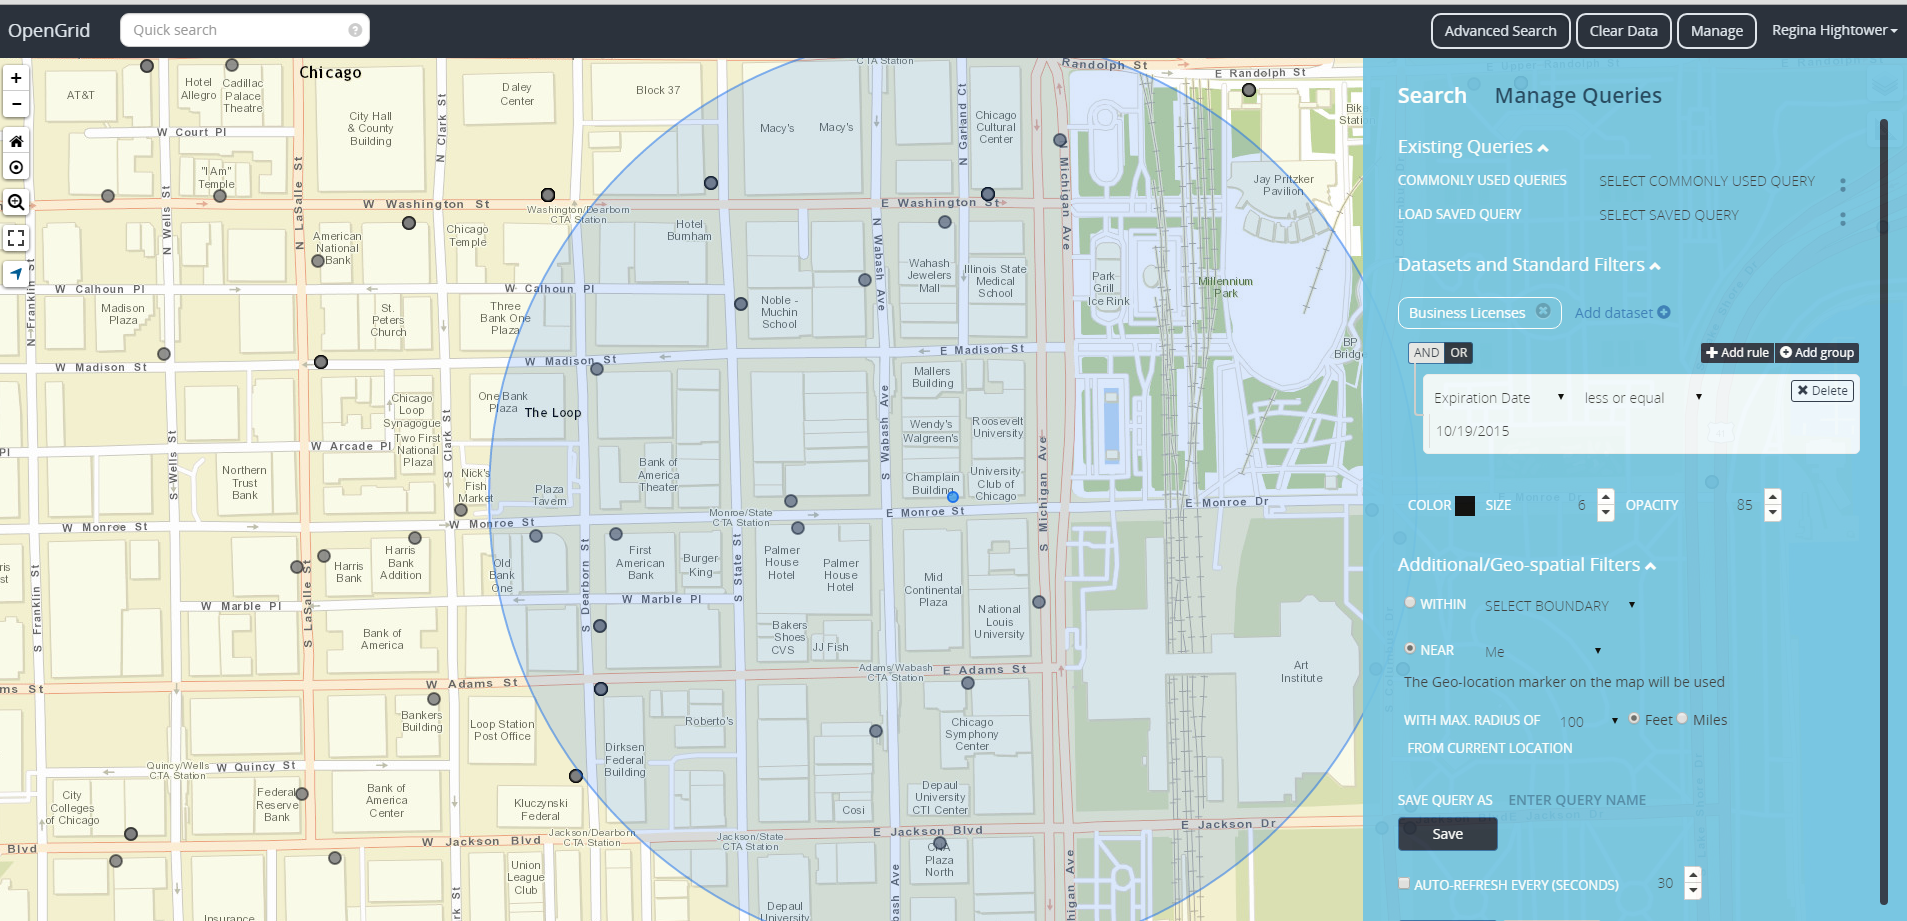 OpenGrid
Quick search
?
Advanced Search
Clear Data
Manage
Regina Hightower
+
−
Chicago
AT&T
Hotel
Allegro
Cadillac
Palace
Theatre
City Hall
& County
Building
Daley
Center
Block 37
CTA Station
Randolph St
E Randolph St
Macy's
Macy's
Chicago
Cultural
Center
N Garland Ct
W Court Pl
N Clark St
"I Am"
Temple
N Wells St
N LaSalle St
N Michigan Ave
Jay Pritzker
Pavilion
W Washington St
Washington/Dearborn
CTA Station
E Washington St
American
National
Bank
Chicago
Temple
Hotel
Burnham
N Wabash Ave
Wahash
Jewelers
Mall
Illinois State
Medical
School
Park
Grill
Ice Rink
Millennium
Park
N Franklin St
W Calhoun Pl
W Calhoun Pl
Madison
Plaza
St.
Peters
Church
Three
Bank One
Plaza
Noble -
Muchin
School
BP
Bridge
W Madison St
W Madison St
E Madison St
Mallers
Building
One Bank
Plaza
The Loop
Chicago
Loop
Synagogue
Two First
National
Plaza
Wendy's
Walgreen's
Roosevelt
University
W Arcade Pl
S Wells St
S Clark St
S Wabash Ave
S Michigan Ave
Northern
Trust
Bank
Nick's
Fish
Market
Plaza
Tavern
Bank of
America
Theater
Champlain
Building
University
Club of
Chicago
W Monroe St
W Monroe St
Monroe/State
CTA Station
E Monroe St
E Monroe Dr
Harris
Bank
Harris
Bank
Addition
Old
Bank
One
First
American
Bank
Burger
King
Palmer
House
Hotel
Palmer
House
Hotel
Mid
Continental
Plaza
S Franklin St
S LaSalle St
S Dearborn St
S State St
W Marble Pl
W Marble Pl
National
Louis
University
Bank of
America
Bakers
Shoes
CVS
JJ Fish
Adams/Wabash
CTA Station
E Adams St
Art
Institute
ms St
W Adams St
Bankers
Building
Loop Station
Post Office
Roberto's
Chicago
Symphony
Center
Dirksen
Federal
Building
Quincy/Wells
CTA Station
W Quincy St
City
Colleges
of Chicago
Federal
Reserve
Bank
Bank of
America
Center
Kluczynski
Federal
Cosi
Depaul
University
CTI Center
Blvd
W Jackson Blvd
Jackson/Dearborn
CTA Station
Jackson/State
CTA Station
E Jackson Blvd
E Jackson Dr
CNA
Plaza
North
Union
League
Club
Insurance
Depaul
University
Search
Manage Queries
Existing Queries
COMMONLY USED QUERIES
SELECT COMMONLY USED QUERY
LOAD SAVED QUERY
SELECT SAVED QUERY
Datasets and Standard Filters
Business Licenses
Add dataset
AND
OR
Add rule
Add group
Expiration Date
less or equal
Delete
10/19/2015
COLOR
SIZE
6
OPACITY
85
Additional/Geo-spatial Filters
WITHIN
SELECT BOUNDARY
NEAR
Me
The Geo-location marker on the map will be used
WITH MAX. RADIUS OF
100
Feet
Miles
FROM CURRENT LOCATION
SAVE QUERY AS
ENTER QUERY NAME
Save
AUTO-REFRESH EVERY (SECONDS)
30